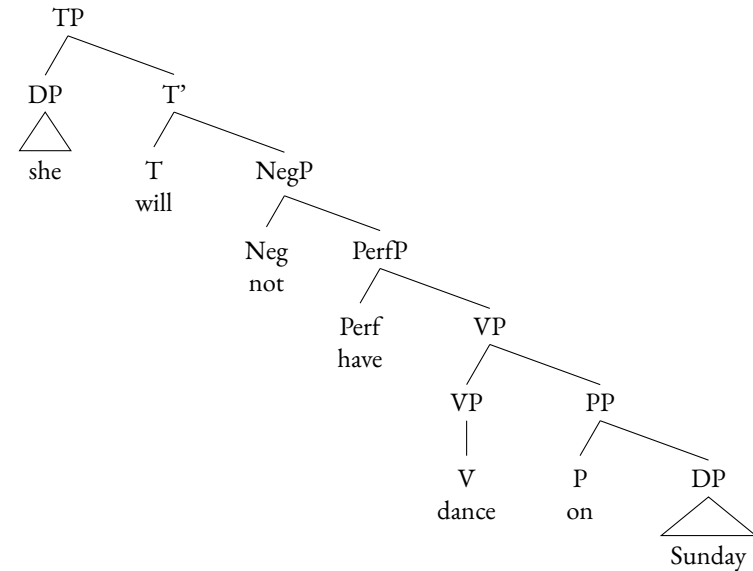 TP
DP T’
she T NegP
will
Neg PerfP
not
Perf VP
have
VP PP
V P DP
dance on
Sunday